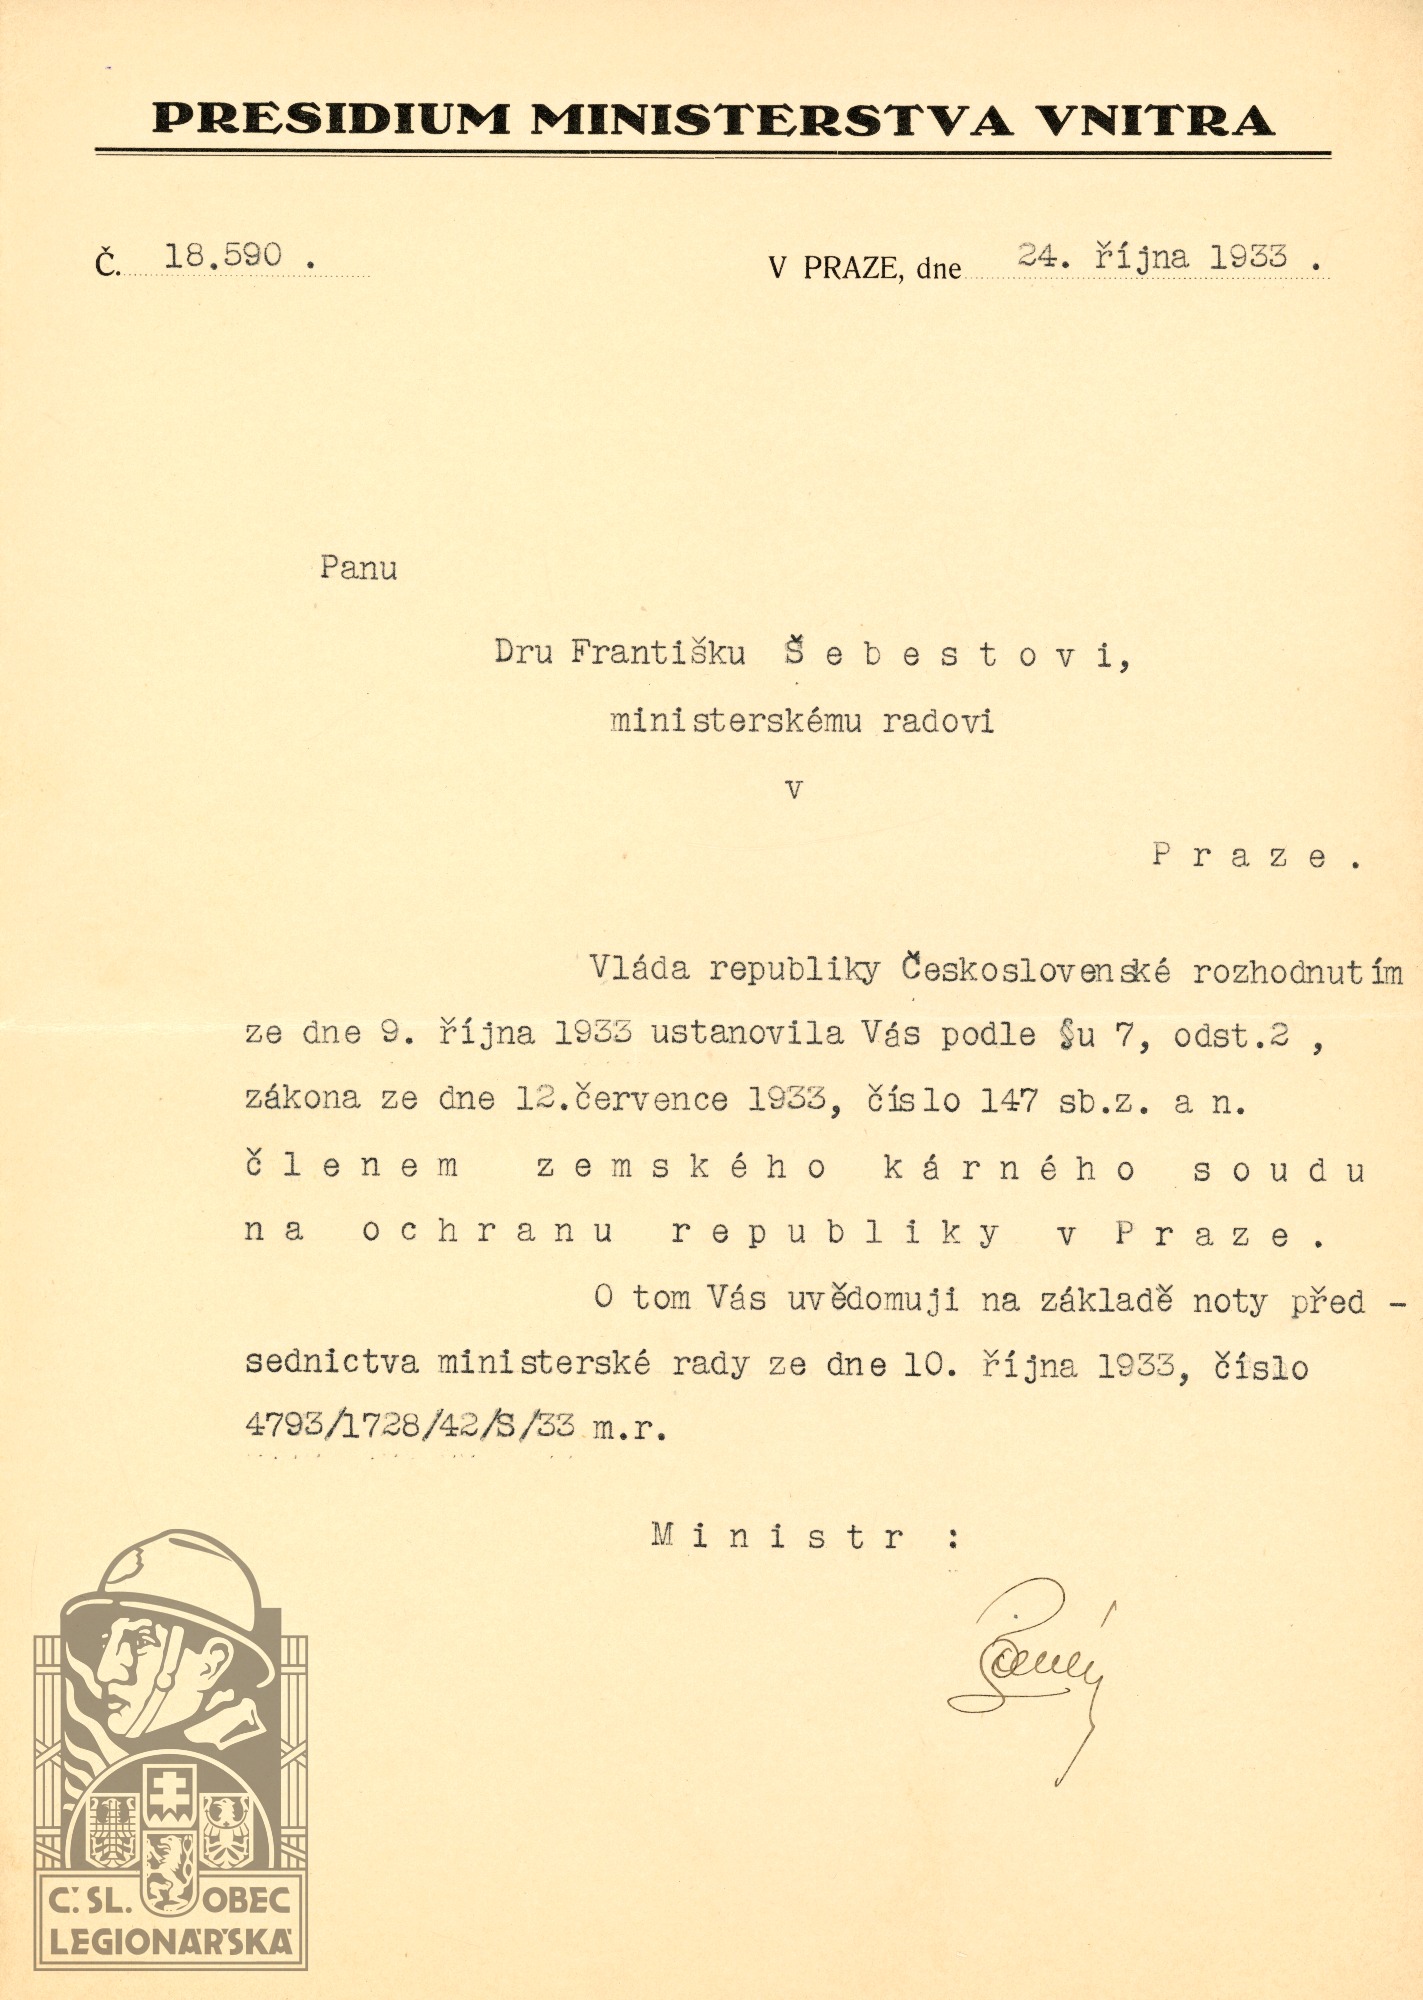 PRESIDIUM MINISTERSTVA VNITRA
Č. 18.590 .
V PRAZE, dne 24. října 1933 .
Panu
Dru Františku Š e b e s t o v i,
ministerskému radovi
v
P r a z e .
Vláda republiky Československé rozhodnutím
ze dne 9. října 1933 ustanovila Vás podle §u 7, odst.2 ,
zákona ze dne 12.července 1933, číslo 147 sb.z. a n.
č l e n e m z e m s k é h o k á r n é h o s o u d u
n a o c h r a n u r e p u b l i k y v P r a z e .
O tom Vás uvědomuji na základě noty před -
sednictva ministerské rady ze dne 10. října 1933, číslo
4793/1728/42/S/33 m.r.
M i n i s t r :
Č. SL. OBEC
LEGIONÁŘSKÁ